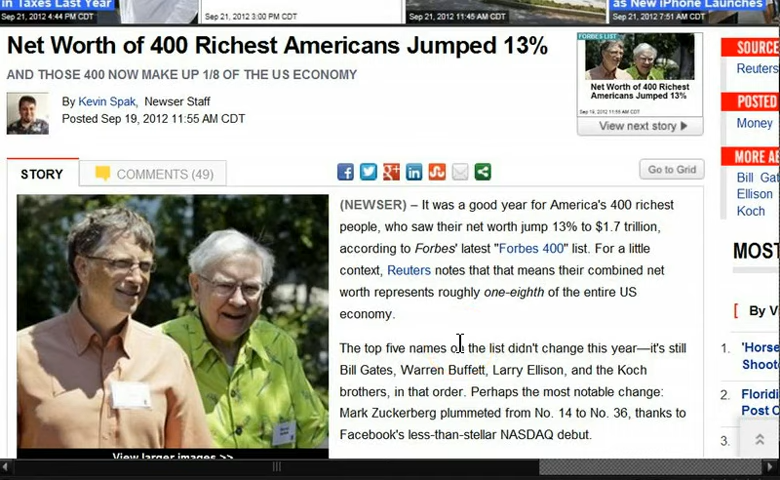 in Taxes Last Year
as New iPhone Launches
Sep 21, 2012 4:44 PM CDT
Sep 21, 2012 3:00 PM CDT
Sep 21, 2012 11:45 AM CDT
Sep 21, 2012 7:51 AM CDT
Net Worth of 400 Richest Americans Jumped 13%
AND THOSE 400 NOW MAKE UP 1/8 OF THE US ECONOMY
By Kevin Spak, Newser Staff
Posted Sep 19, 2012 11:55 AM CDT
FORBES LIST
Net Worth of 400 Richest
Americans Jumped 13%
Sep 19, 2012 11:55 AM CDT
View next story
SOURCE
Reuters
POSTED
Money
MORE A
Bill Gat
Ellison
Koch
STORY
COMMENTS (49)
Go to Grid
(NEWSER) – It was a good year for America's 400 richest
people, who saw their net worth jump 13% to $1.7 trillion,
according to Forbes' latest "Forbes 400" list. For a little
context, Reuters notes that that means their combined net
worth represents roughly one-eighth of the entire US
economy.
The top five names on the list didn't change this year—it's still
Bill Gates, Warren Buffett, Larry Ellison, and the Koch
brothers, in that order. Perhaps the most notable change:
Mark Zuckerberg plummeted from No. 14 to No. 36, thanks to
Facebook's less-than-stellar NASDAQ debut.
View larger images >>
MOST
[ By V
1. 'Horse
Shoot
2. Floridi
Post C
3.